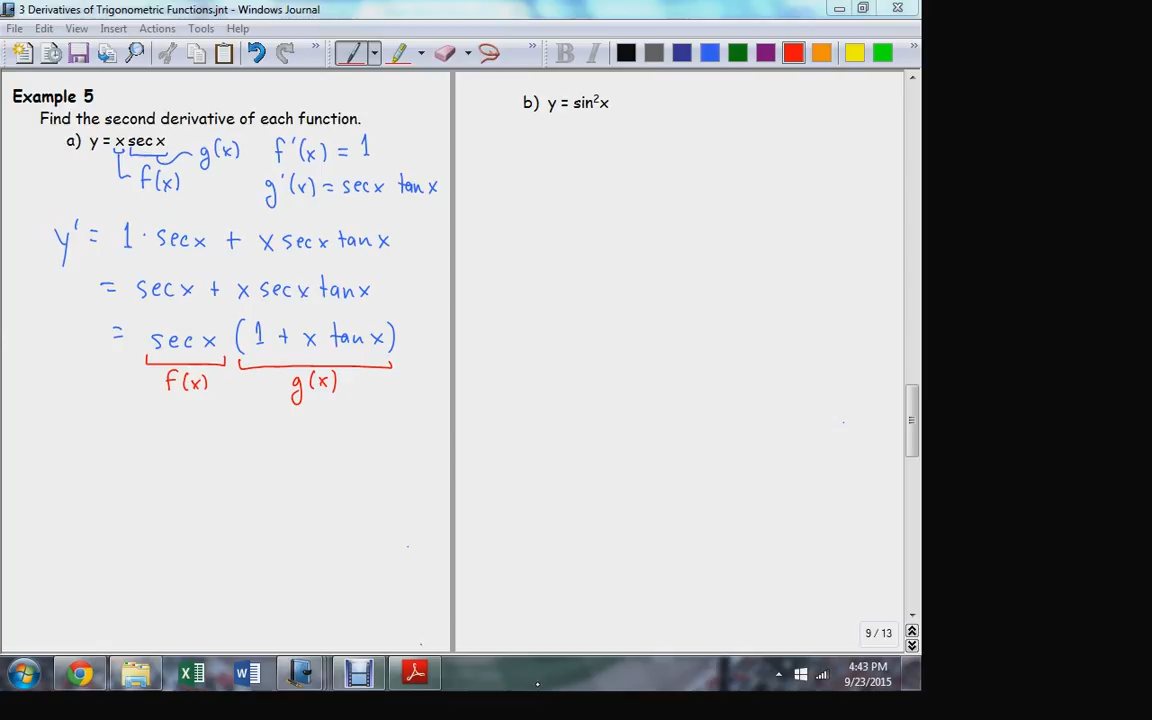 3 Derivatives of Trigonometric Functions.jnt - Windows Journal
File Edit View Insert Actions Tools Help
Example 5
Find the second derivative of each function.
a) y = x sec x
g(x)
f(x)
f'(x) = 1
g'(x) = sec x tan x
y' = 1 · sec x + x sec x tan x
= sec x + x sec x tan x
= sec x (1 + x tan x)
f(x) g(x)
b) y = sin²x
9 / 13
4:43 PM
9/23/2015